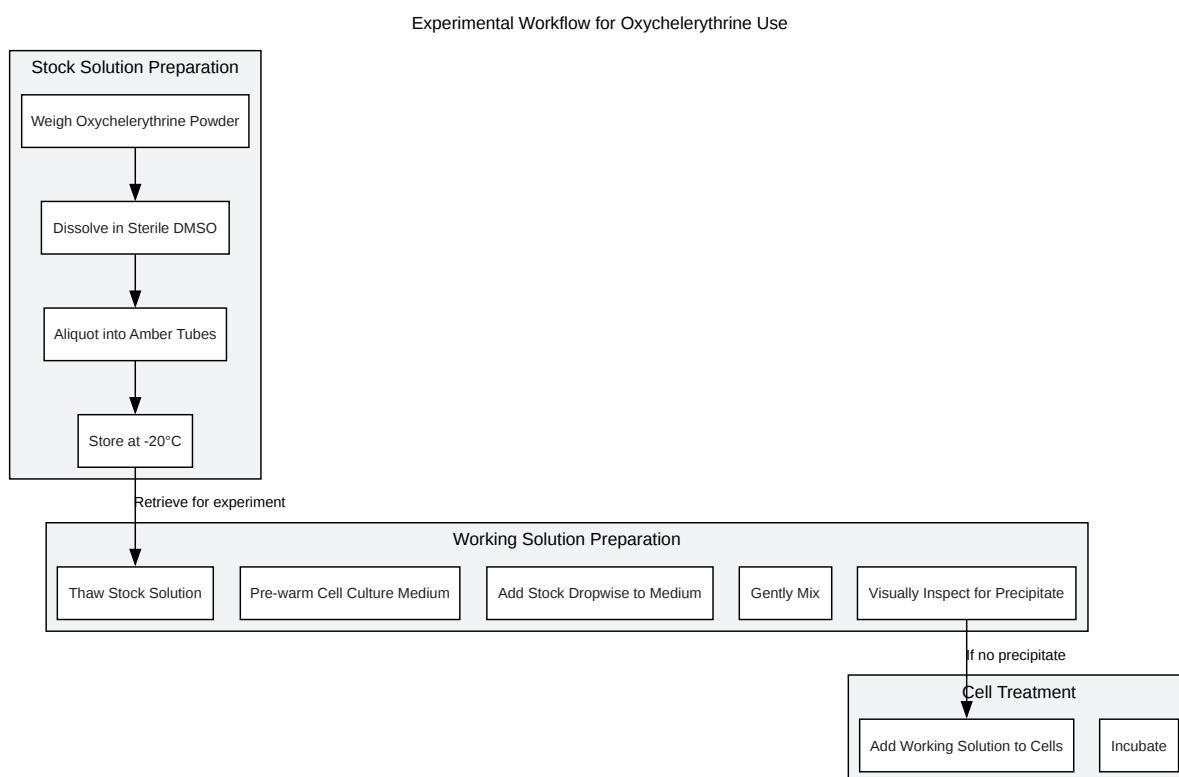 Experimental Workflow for Oxychelerythrine Use
Stock Solution Preparation
Weigh Oxychelerythrine Powder
Dissolve in Sterile DMSO
Aliquot into Amber Tubes
Store at -20°C
Retrieve for experiment
Working Solution Preparation
Thaw Stock Solution
Pre-warm Cell Culture Medium
Add Stock Dropwise to Medium
Gently Mix
Visually Inspect for Precipitate
If no precipitate
Cell Treatment
Add Working Solution to Cells
Incubate